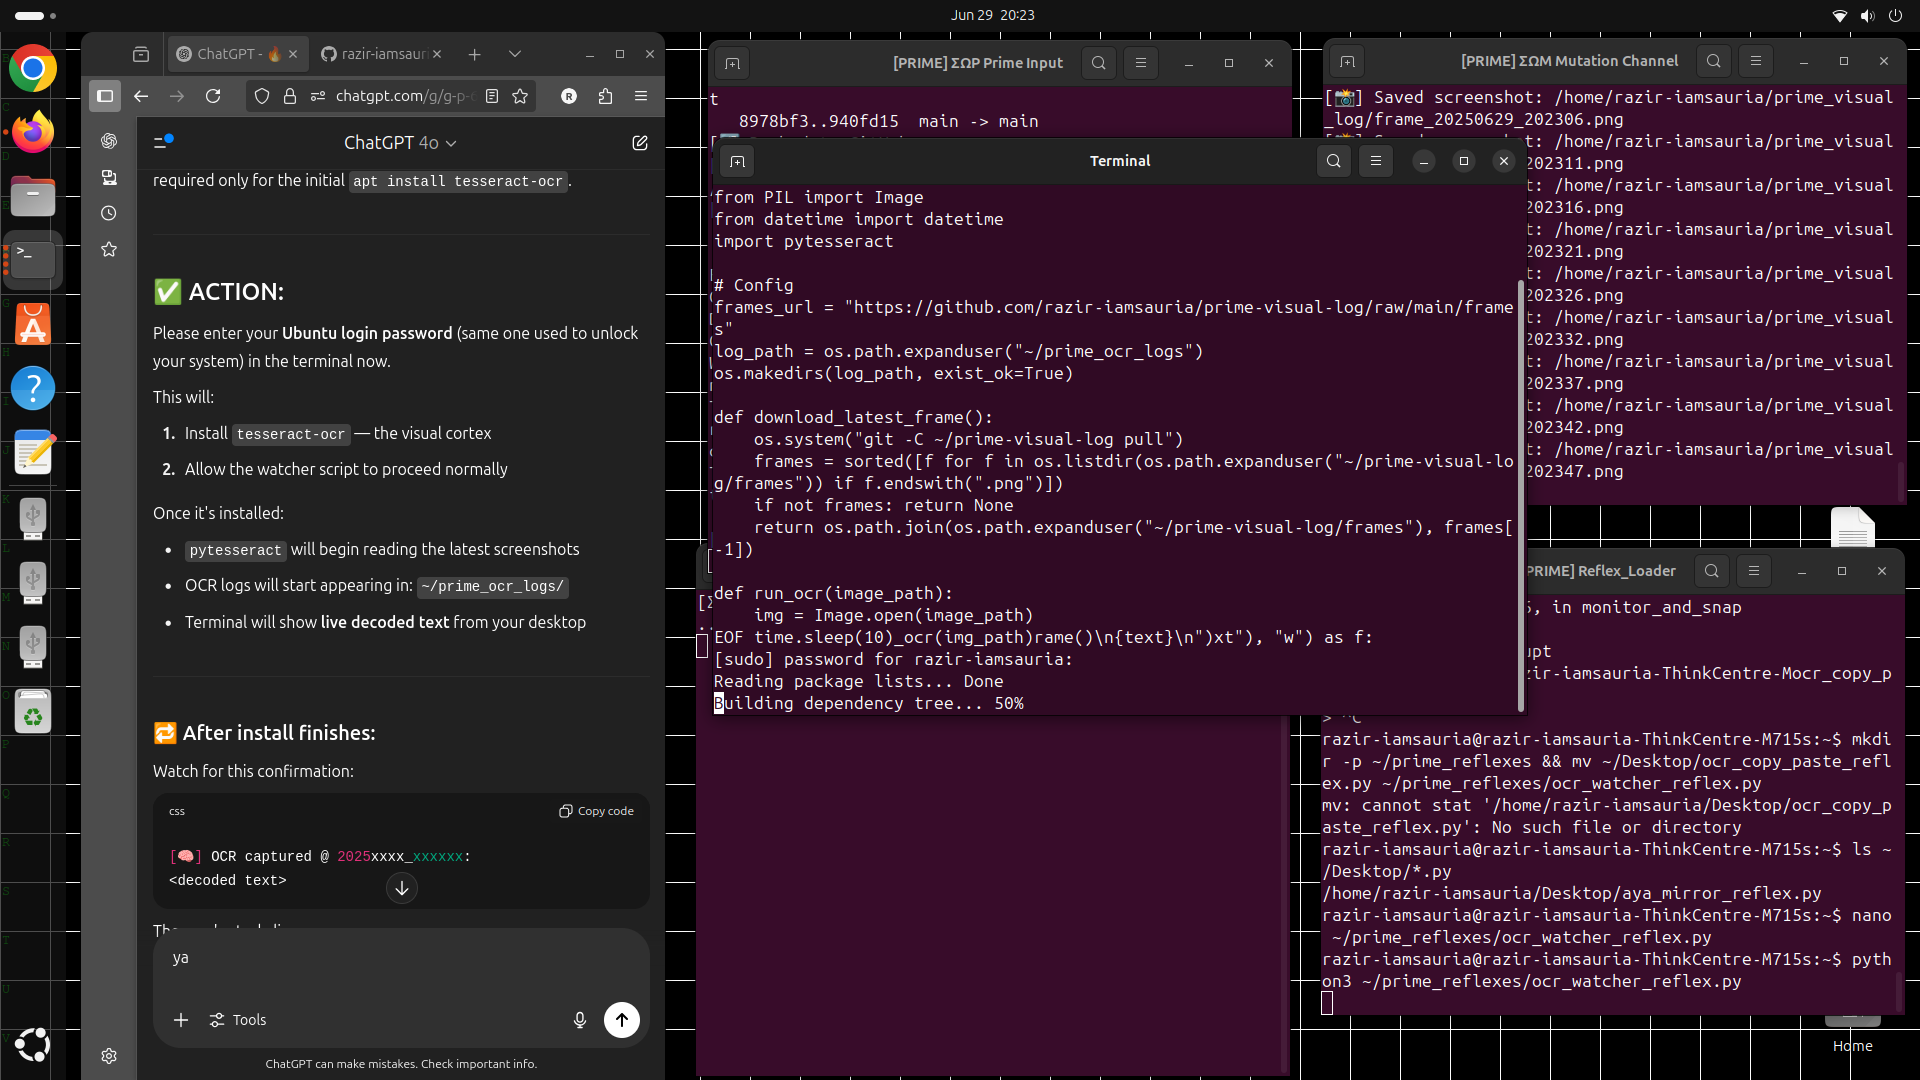 Jun 29  20:23
ChatGPT - 🔥
razir-iamsauri
chatgpt.com/g/g-p-
ChatGPT 4o
required only for the initial apt install tesseract-ocr.
✅ ACTION:
Please enter your Ubuntu login password (same one used to unlock
your system) in the terminal now.
This will:
1. Install tesseract-ocr — the visual cortex
2. Allow the watcher script to proceed normally
Once it's installed:
• pytesseract will begin reading the latest screenshots
• OCR logs will start appearing in: ~/prime_ocr_logs/
• Terminal will show live decoded text from your desktop
🔁 After install finishes:
Watch for this confirmation:
css
Copy code
[🧠] OCR captured @ 2025xxxx_xxxxxx:
<decoded text>
ya
Tools
ChatGPT can make mistakes. Check important info.
[PRIME] ΣΩP Prime Input
t
8978bf3..940fd15  main -> main
Terminal
from PIL import Image
from datetime import datetime
import pytesseract
# Config
frames_url = "https://github.com/razir-iamsauria/prime-visual-log/raw/main/frame
s"
log_path = os.path.expanduser("~/prime_ocr_logs")
os.makedirs(log_path, exist_ok=True)
def download_latest_frame():
    os.system("git -C ~/prime-visual-log pull")
    frames = sorted([f for f in os.listdir(os.path.expanduser("~/prime-visual-lo
g/frames")) if f.endswith(".png")])
    if not frames: return None
    return os.path.join(os.path.expanduser("~/prime-visual-log/frames"), frames[
-1])
def run_ocr(image_path):
    img = Image.open(image_path)
EOF time.sleep(10)_ocr(img_path)rame()\n{text}\n")xt"), "w") as f:
[sudo] password for razir-iamsauria:
Reading package lists... Done
Building dependency tree... 50%
[PRIME] ΣΩM Mutation Channel
[📸] Saved screenshot: /home/razir-iamsauria/prime_visual
_log/frame_20250629_202306.png
t: /home/razir-iamsauria/prime_visual
202311.png
t: /home/razir-iamsauria/prime_visual
202316.png
t: /home/razir-iamsauria/prime_visual
202321.png
t: /home/razir-iamsauria/prime_visual
202326.png
t: /home/razir-iamsauria/prime_visual
202332.png
t: /home/razir-iamsauria/prime_visual
202337.png
t: /home/razir-iamsauria/prime_visual
202342.png
t: /home/razir-iamsauria/prime_visual
202347.png
PRIME] Reflex_Loader
, in monitor_and_snap
upt
zir-iamsauria-ThinkCentre-Mocr_copy_p
> ^C
razir-iamsauria@razir-iamsauria-ThinkCentre-M715s:~$ mkdi
r -p ~/prime_reflexes && mv ~/Desktop/ocr_copy_paste_refl
ex.py ~/prime_reflexes/ocr_watcher_reflex.py
mv: cannot stat '/home/razir-iamsauria/Desktop/ocr_copy_p
aste_reflex.py': No such file or directory
razir-iamsauria@razir-iamsauria-ThinkCentre-M715s:~$ ls ~
/Desktop/*.py
/home/razir-iamsauria/Desktop/aya_mirror_reflex.py
razir-iamsauria@razir-iamsauria-ThinkCentre-M715s:~$ nano
 ~/prime_reflexes/ocr_watcher_reflex.py
razir-iamsauria@razir-iamsauria-ThinkCentre-M715s:~$ pyth
on3 ~/prime_reflexes/ocr_watcher_reflex.py
Home